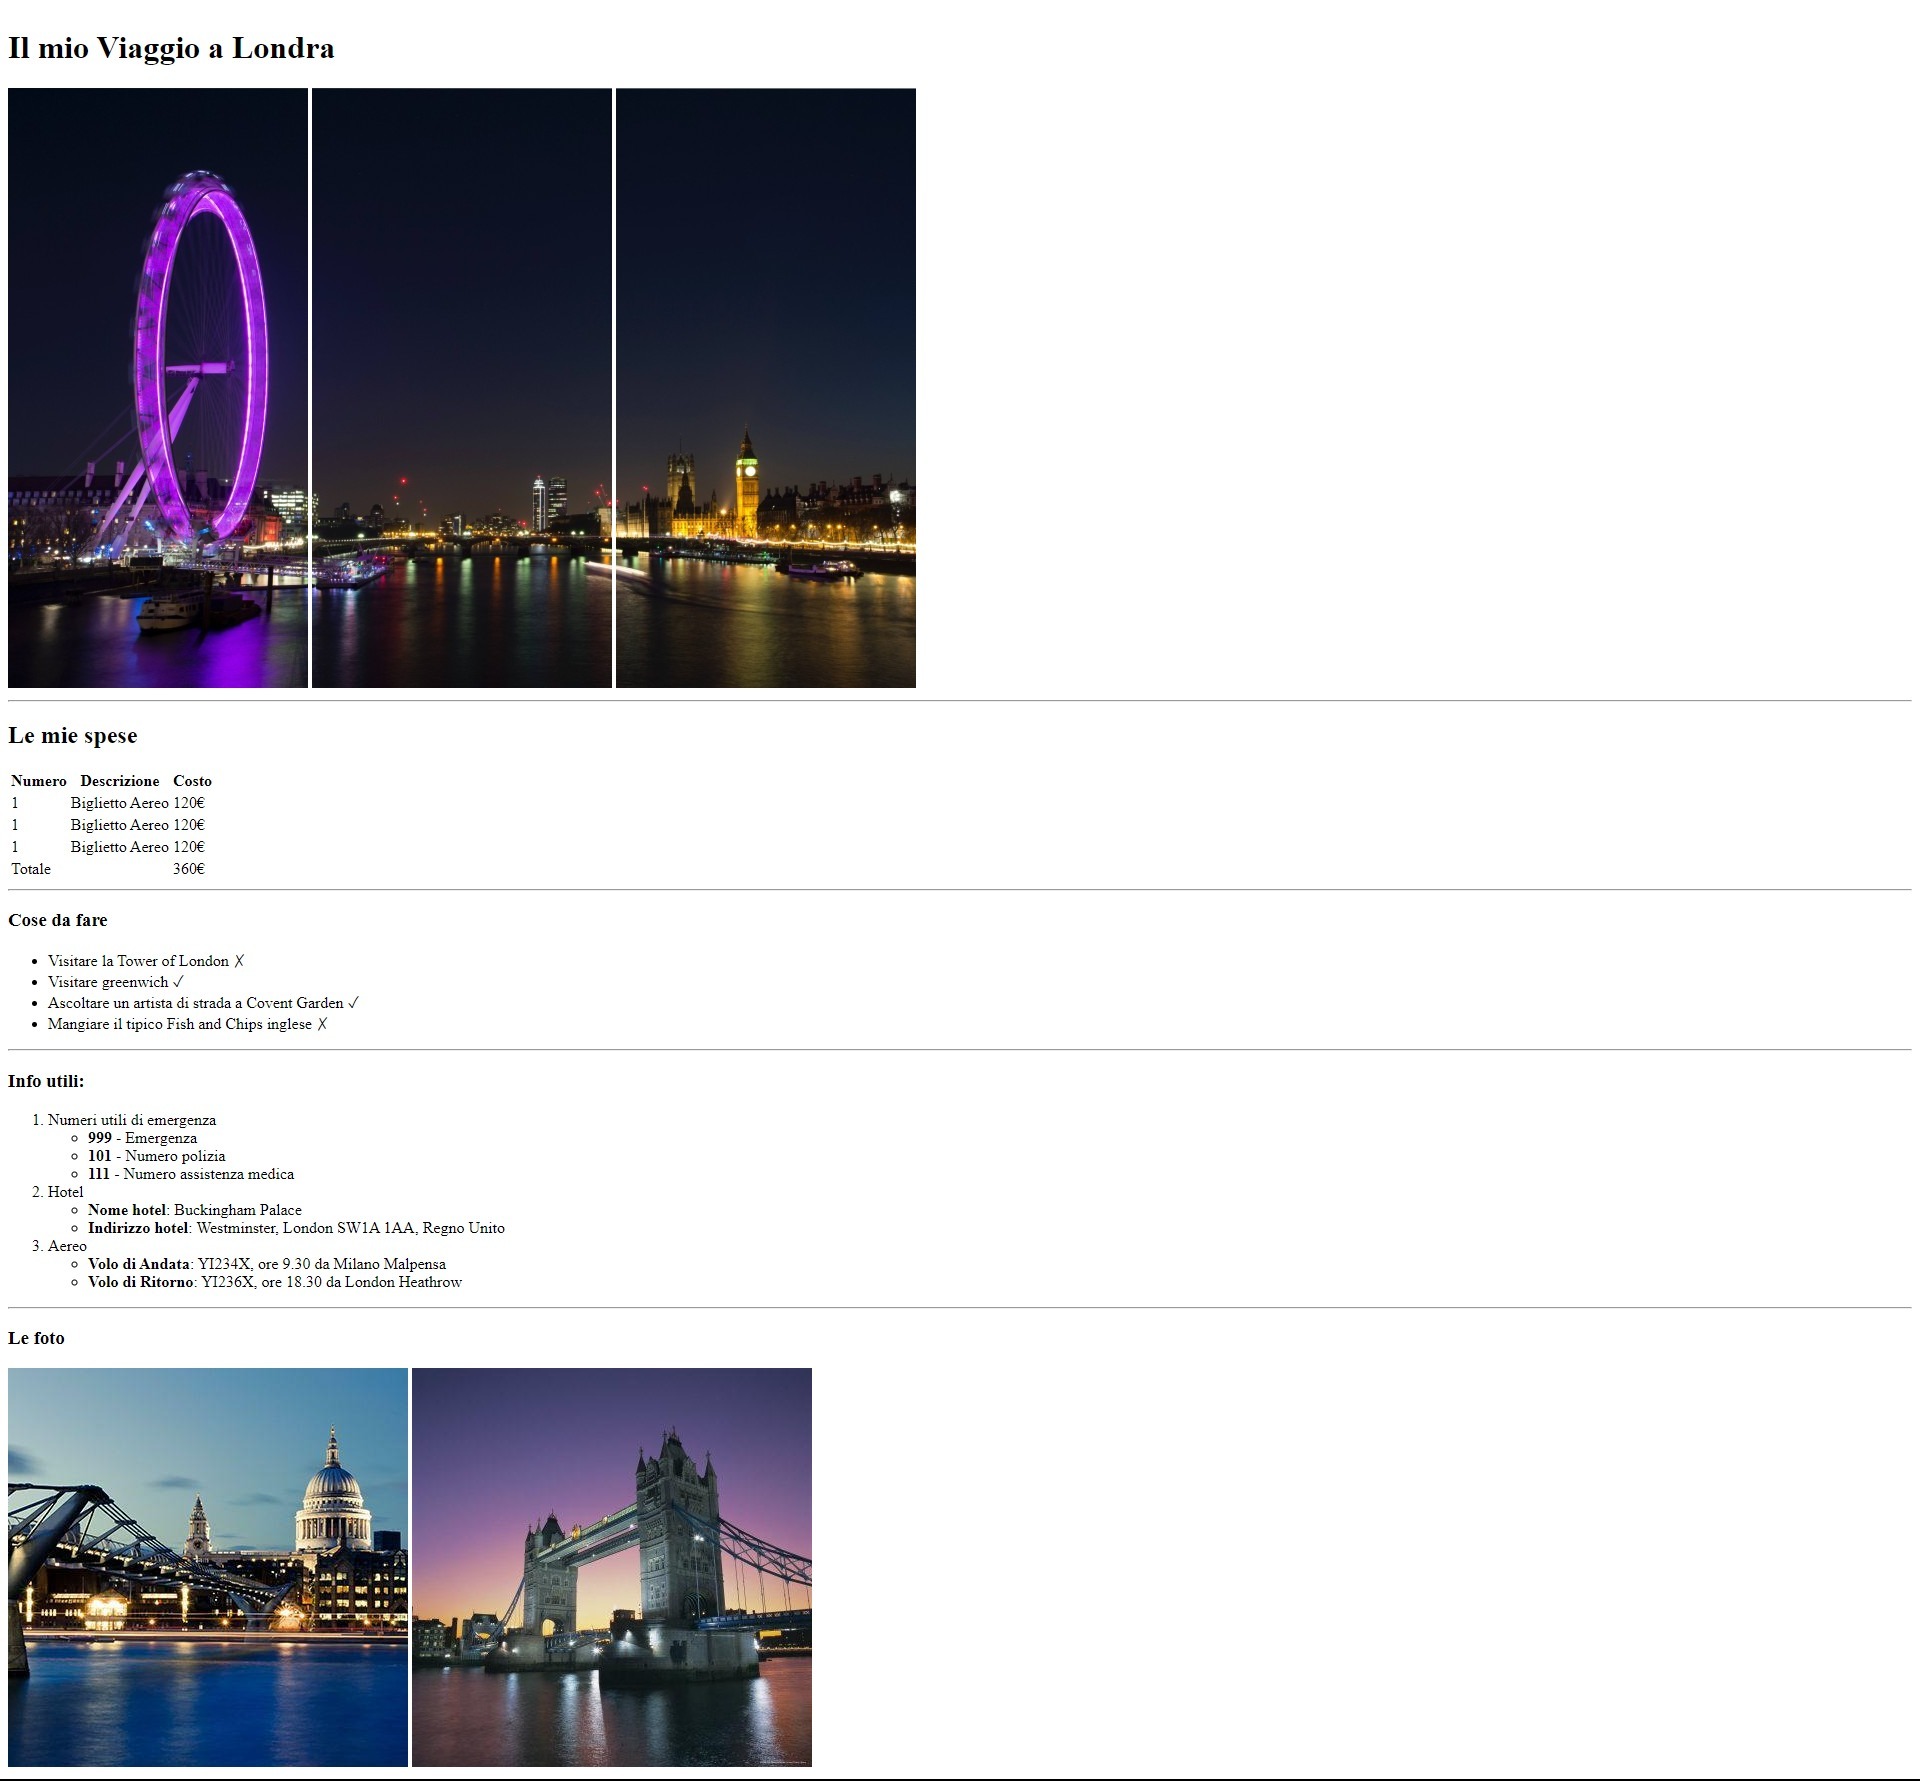 Il mio Viaggio a Londra
Le mie spese
Numero Descrizione Costo
1 Biglietto Aereo 120€
1 Biglietto Aereo 120€
1 Biglietto Aereo 120€
Totale 360€
Cose da fare
• Visitare la Tower of London ✗
• Visitare greenwich ✓
• Ascoltare un artista di strada a Covent Garden ✓
• Mangiare il tipico Fish and Chips inglese ✗
Info utili:
1. Numeri utili di emergenza
◦ 999 - Emergenza
◦ 101 - Numero polizia
◦ 111 - Numero assistenza medica
2. Hotel
◦ Nome hotel: Buckingham Palace
◦ Indirizzo hotel: Westminster, London SW1A 1AA, Regno Unito
3. Aereo
◦ Volo di Andata: YI234X, ore 9.30 da Milano Malpensa
◦ Volo di Ritorno: YI236X, ore 18.30 da London Heathrow
Le foto